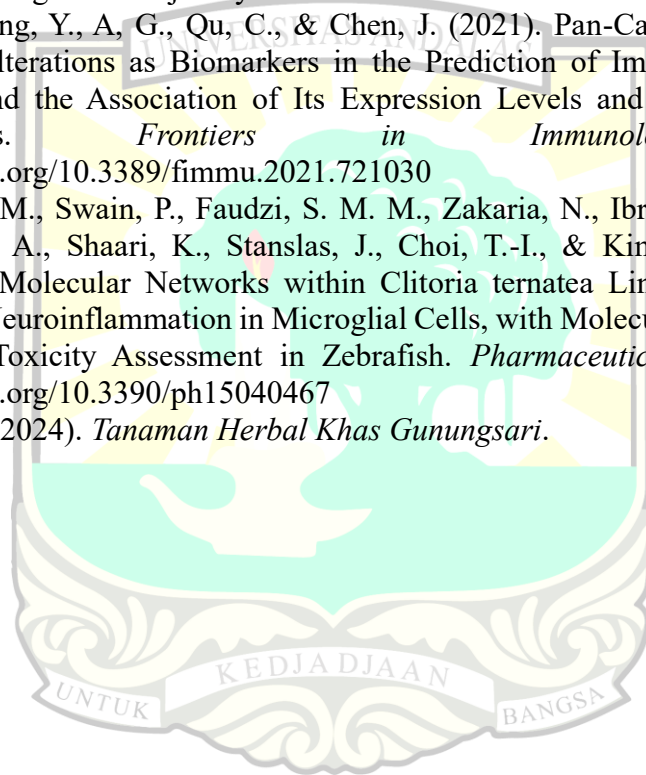 ng, Y., A, G., Qu, C., & Chen, J. (2021). Pan-Ca
UNIVERSITAS ANDALAS
lterations as Biomarkers in the Prediction of Im
nd the Association of Its Expression Levels and
s. Frontiers in Immunol
.org/10.3389/fimmu.2021.721030
M., Swain, P., Faudzi, S. M. M., Zakaria, N., Ibr
A., Shaari, K., Stanslas, J., Choi, T.-I., & Kin
Molecular Networks within Clitoria ternatea Lin
Neuroinflammation in Microglial Cells, with Molecu
Toxicity Assessment in Zebrafish. Pharmaceutic
.org/10.3390/ph15040467
2024). Tanaman Herbal Khas Gunungsari.
KEDJADJAAN
UNTUK BANGSA